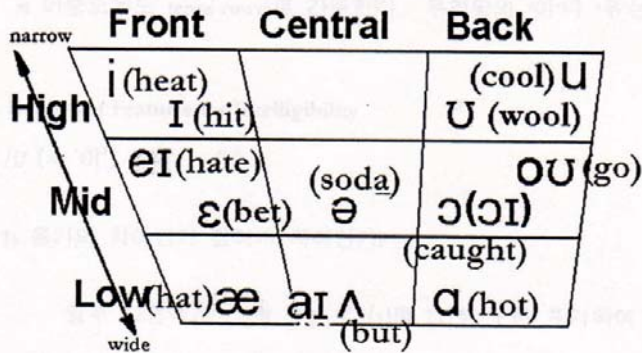 Front Central Back
narrow
i (heat) (cool) u
High
ɪ (hit) ʊ (wool)
eɪ (hate) (soda) oʊ (go)
Mid
ɛ (bet) ə ɔ (ɔɪ)
(caught)
Low (hat) æ aɪ ʌ ɑ (hot)
(but)
wide